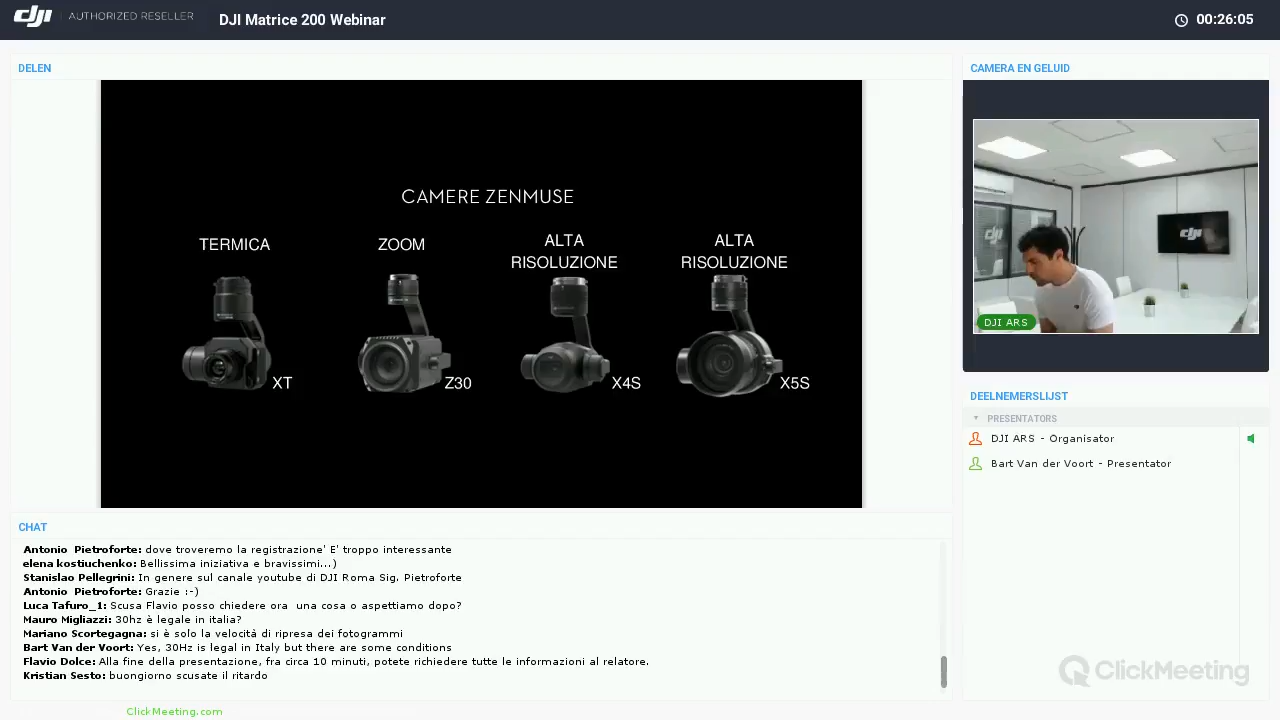 dji
AUTHORIZED RESELLER
DJI Matrice 200 Webinar
00:26:05
DELEN
CAMERE ZENMUSE
TERMICA
ZOOM
ALTA
RISOLUZIONE
ALTA
RISOLUZIONE
XT
Z30
X4S
X5S
CAMERA EN GELUID
dji
dji
DJI ARS
DEELNEMERSLIJST
PRESENTATORS
DJI ARS - Organisator
Bart Van der Voort - Presentator
CHAT
Antonio Pietroforte: dove troveremo la registrazione' E' troppo interessante
elena kostiuchenko: Bellissima iniziativa e bravissimi...)
Stanislao Pellegrini: In genere sul canale youtube di DJI Roma Sig. Pietroforte
Antonio Pietroforte: Grazie :-)
Luca Tafuro_1: Scusa Flavio posso chiedere ora una cosa o aspettiamo dopo?
Mauro Migliazzi: 30hz è legale in italia?
Mariano Scortegagna: si è solo la velocità di ripresa dei fotogrammi
Bart Van der Voort: Yes, 30Hz is legal in Italy but there are some conditions
Flavio Dolce: Alla fine della presentazione, fra circa 10 minuti, potete richiedere tutte le informazioni al relatore.
Kristian Sesto: buongiorno scusate il ritardo
ClickMeeting
ClickMeeting.com